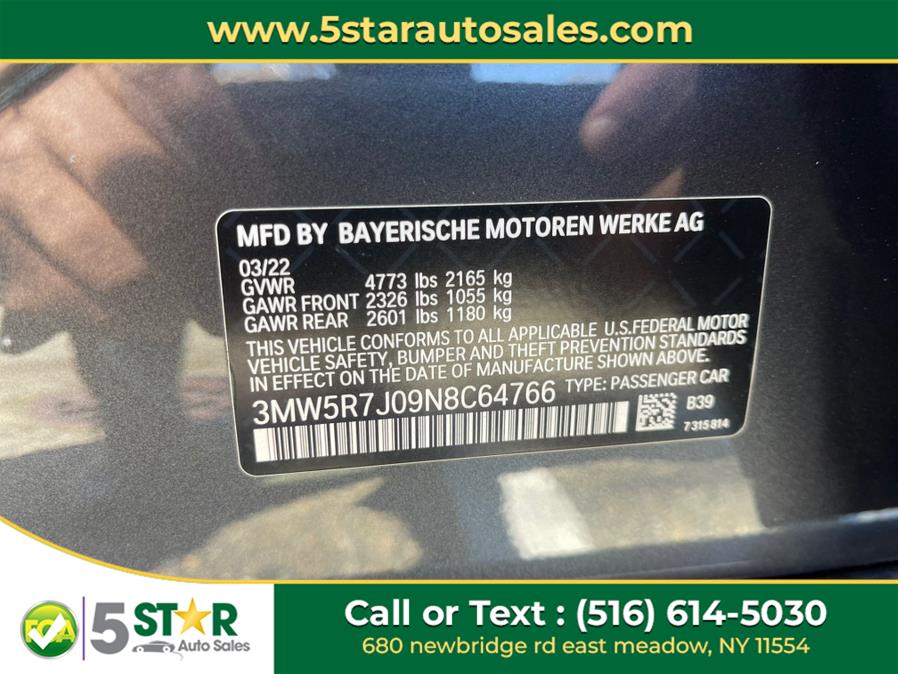 www.5starautosales.com
MFD BY BAYERISCHE MOTOREN WERKE AG
03/22
GVWR 4773 lbs 2165 kg
GAWR FRONT 2326 lbs 1055 kg
GAWR REAR 2601 lbs 1180 kg
THIS VEHICLE CONFORMS TO ALL APPLICABLE U.S.FEDERAL MOTOR
VEHICLE SAFETY, BUMPER AND THEFT PREVENTION STANDARDS
IN EFFECT ON THE DATE OF MANUFACTURE SHOWN ABOVE.
3MW5R7J09N8C64766 TYPE: PASSENGER CAR
B39
7315814
FCA
5 STAR
Auto Sales
Call or Text : (516) 614-5030
680 newbridge rd east meadow, NY 11554